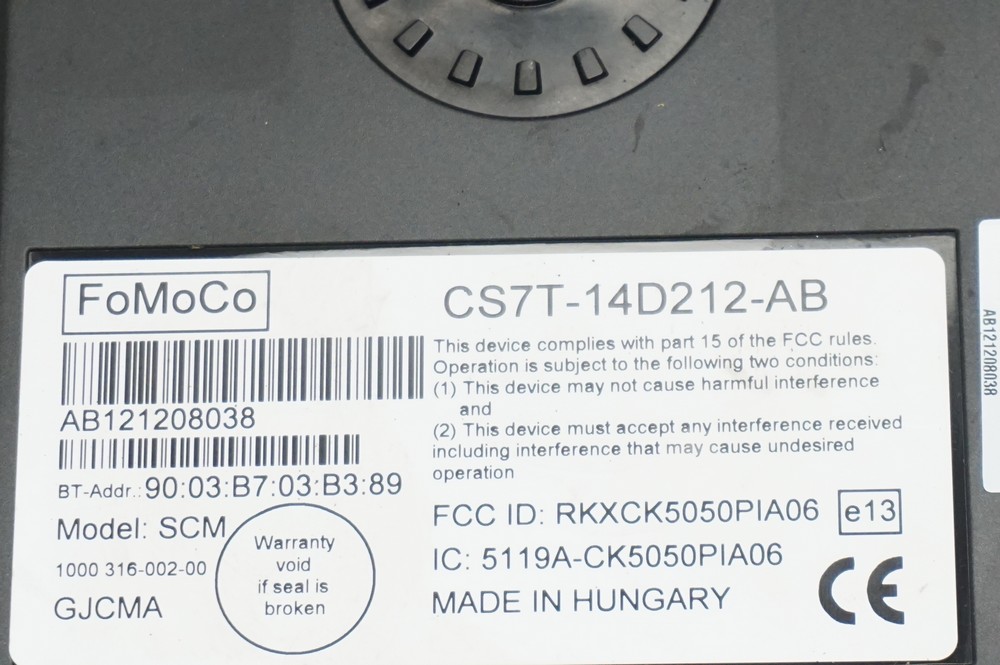 FoMoCo
CS7T-14D212-AB
AB121208038
BT-Addr.:90:03:B7:03:B3:89
Model: SCM
1000 316-002-00
GJCMA
Warranty
void
if seal is
broken
This device complies with part 15 of the FCC rules.
Operation is subject to the following two conditions:
(1) This device may not cause harmful interference
and
(2) This device must accept any interference received
including interference that may cause undesired
operation
FCC ID: RKXCK5050PIA06
e13
IC: 5119A-CK5050PIA06
MADE IN HUNGARY
CE
AB121208038